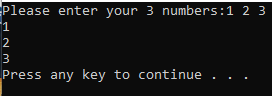 Please enter your 3 numbers:1 2 3
1
2
3
Press any key to continue . . .